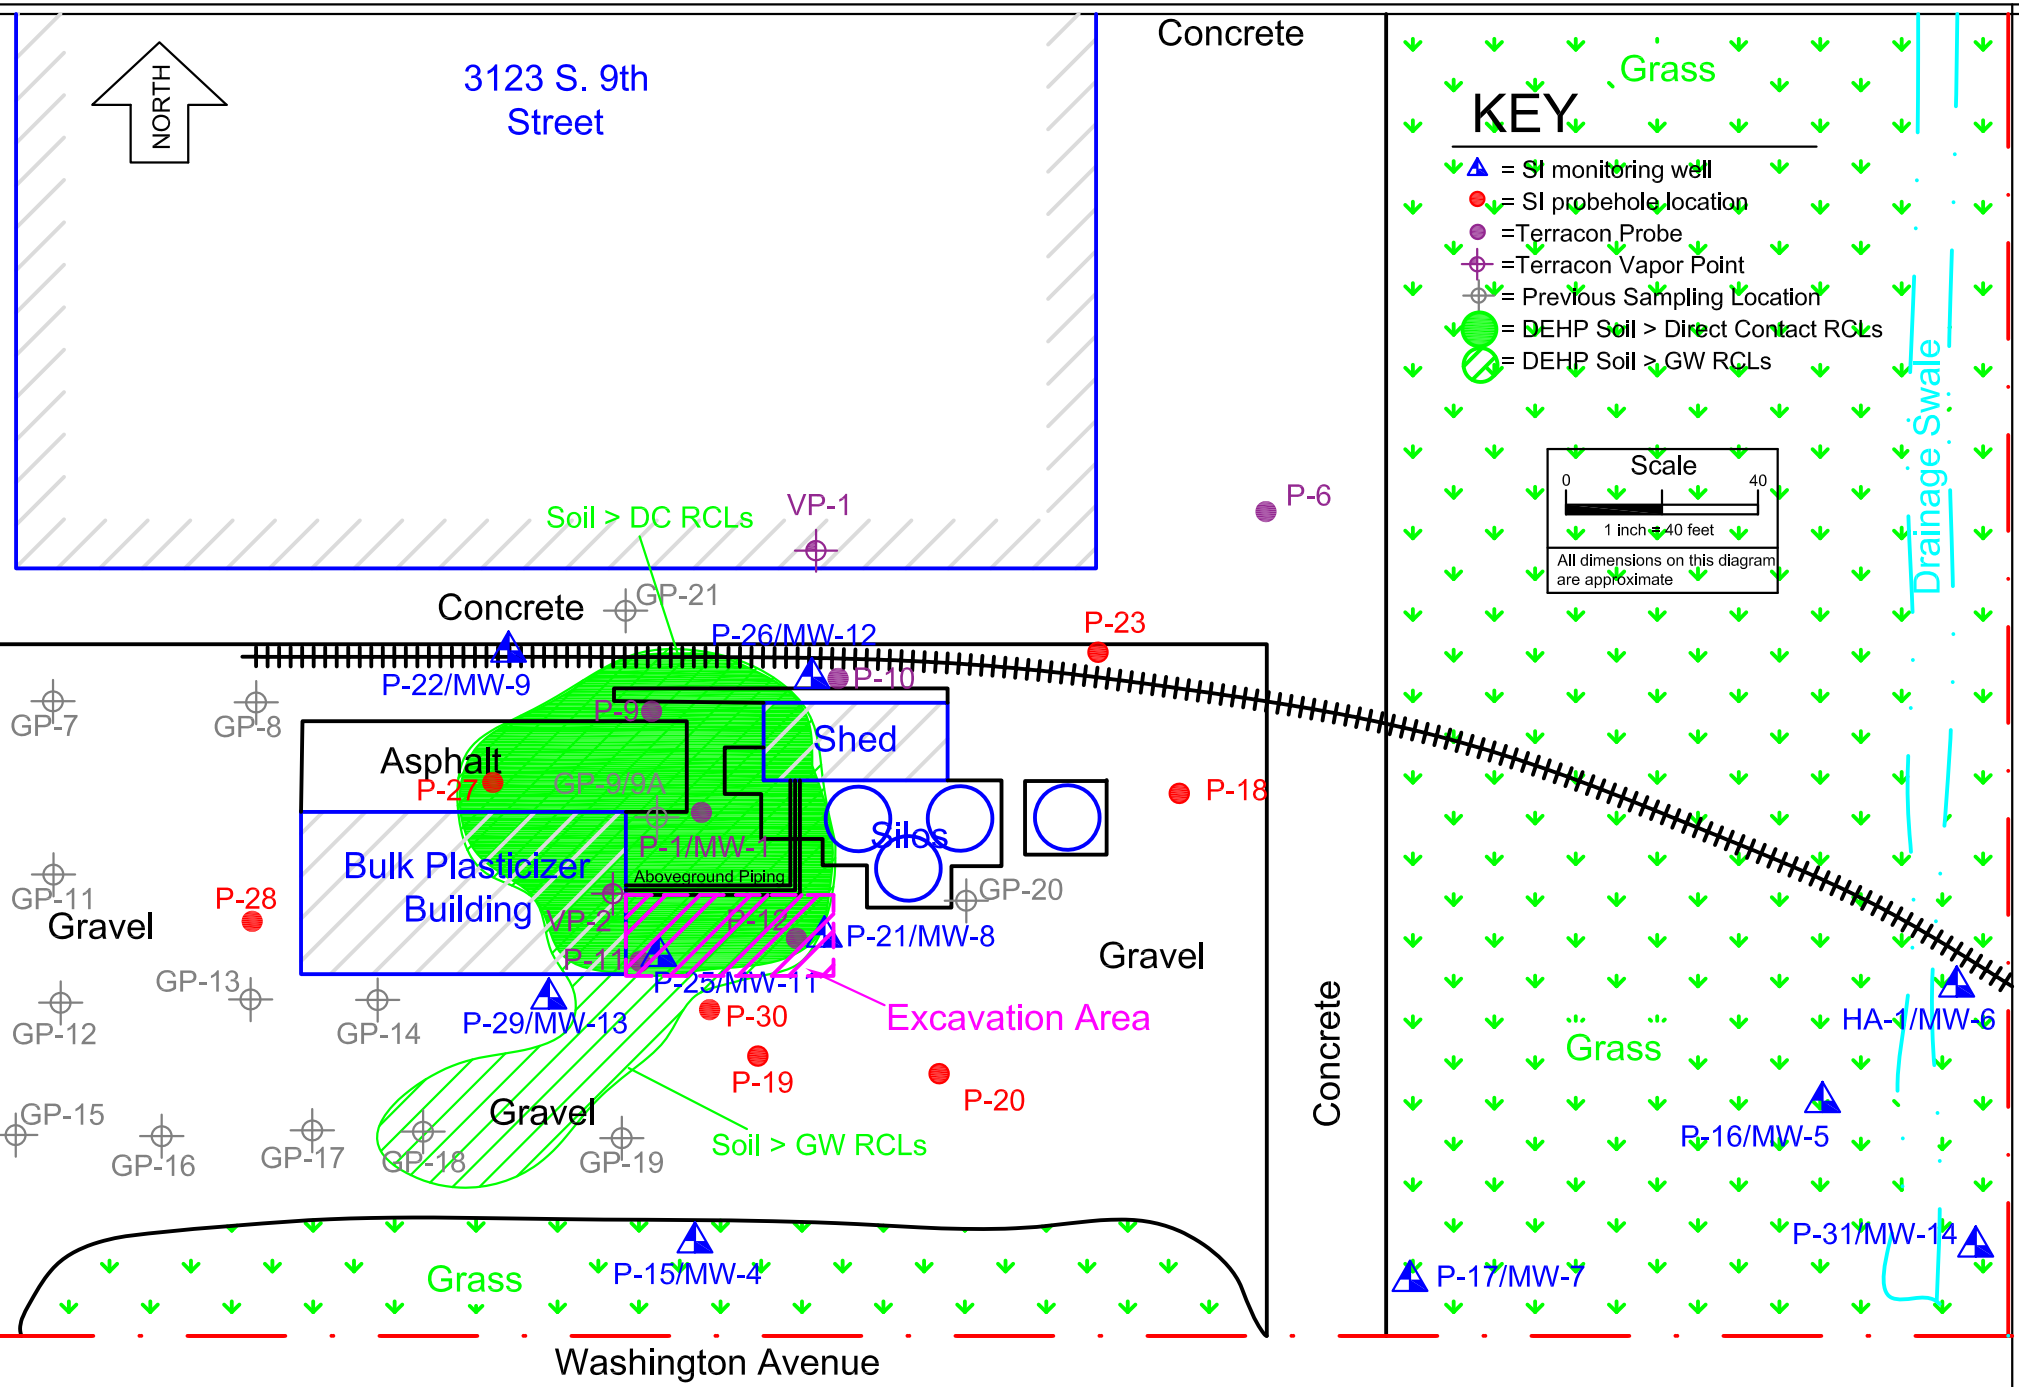 Concrete
NORTH
3123 S. 9th
Street
Grass
KEY
= SI monitoring well
= SI probehole location
=Terracon Probe
=Terracon Vapor Point
= Previous Sampling Location
= DEHP Soil > Direct Contact RCLs
= DEHP Soil > GW RCLs
Drainage Swale
Scale
0 40
1 inch = 40 feet
All dimensions on this diagram
are approximate
VP-1
P-6
Soil > DC RCLs
GP-21
Concrete
P-26/MW-12
P-23
P-22/MW-9
P-10
GP-7
GP-8
P-9
Shed
Asphalt
P-27
GP-9/9A
P-18
Silos
P-1/MW-1
Bulk Plasticizer
Building
Aboveground Piping
GP-11
GP-20
P-28
Gravel
VP-2
P-12
P-21/MW-8
P-11
Gravel
P-25/MW-11
GP-13
GP-12
GP-14
P-29/MW-13
P-30
Excavation Area
HA-1/MW-6
Concrete
Grass
P-19
P-20
GP-15
Gravel
GP-16
GP-17
GP-18
GP-19
Soil > GW RCLs
P-16/MW-5
P-31/MW-14
Grass
P-15/MW-4
P-17/MW-7
Washington Avenue